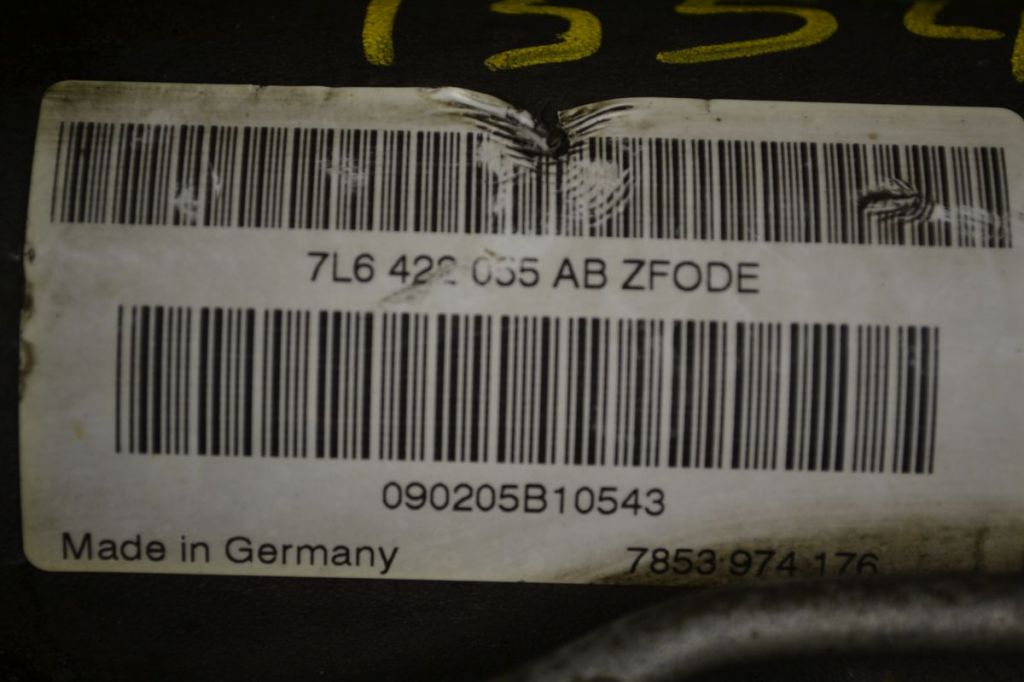 7L6 422 055 AB ZFODE
090205B10543
Made in Germany
7853 974 176